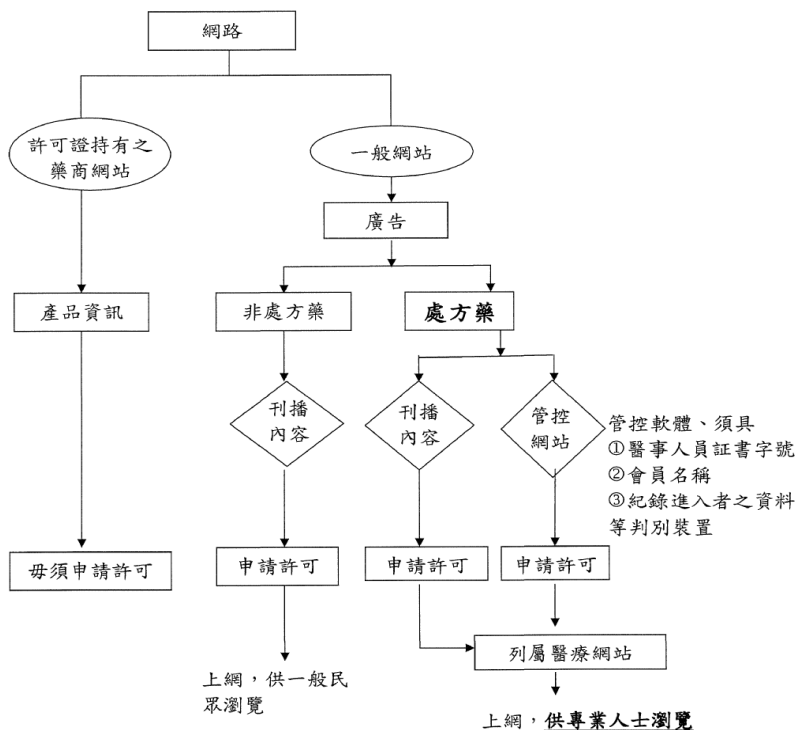 網路
許可證持有之
藥商網站
一般網站
廣告
產品資訊
非處方藥
處方藥
刊播
內容
刊播
內容
管控
網站
管控軟體、須具
①醫事人員証書字號
②會員名稱
③紀錄進入者之資料
等判別裝置
毋須申請許可
申請許可
申請許可
申請許可
列屬醫療網站
上網，供一般民
眾瀏覽
上網，供專業人士瀏覽